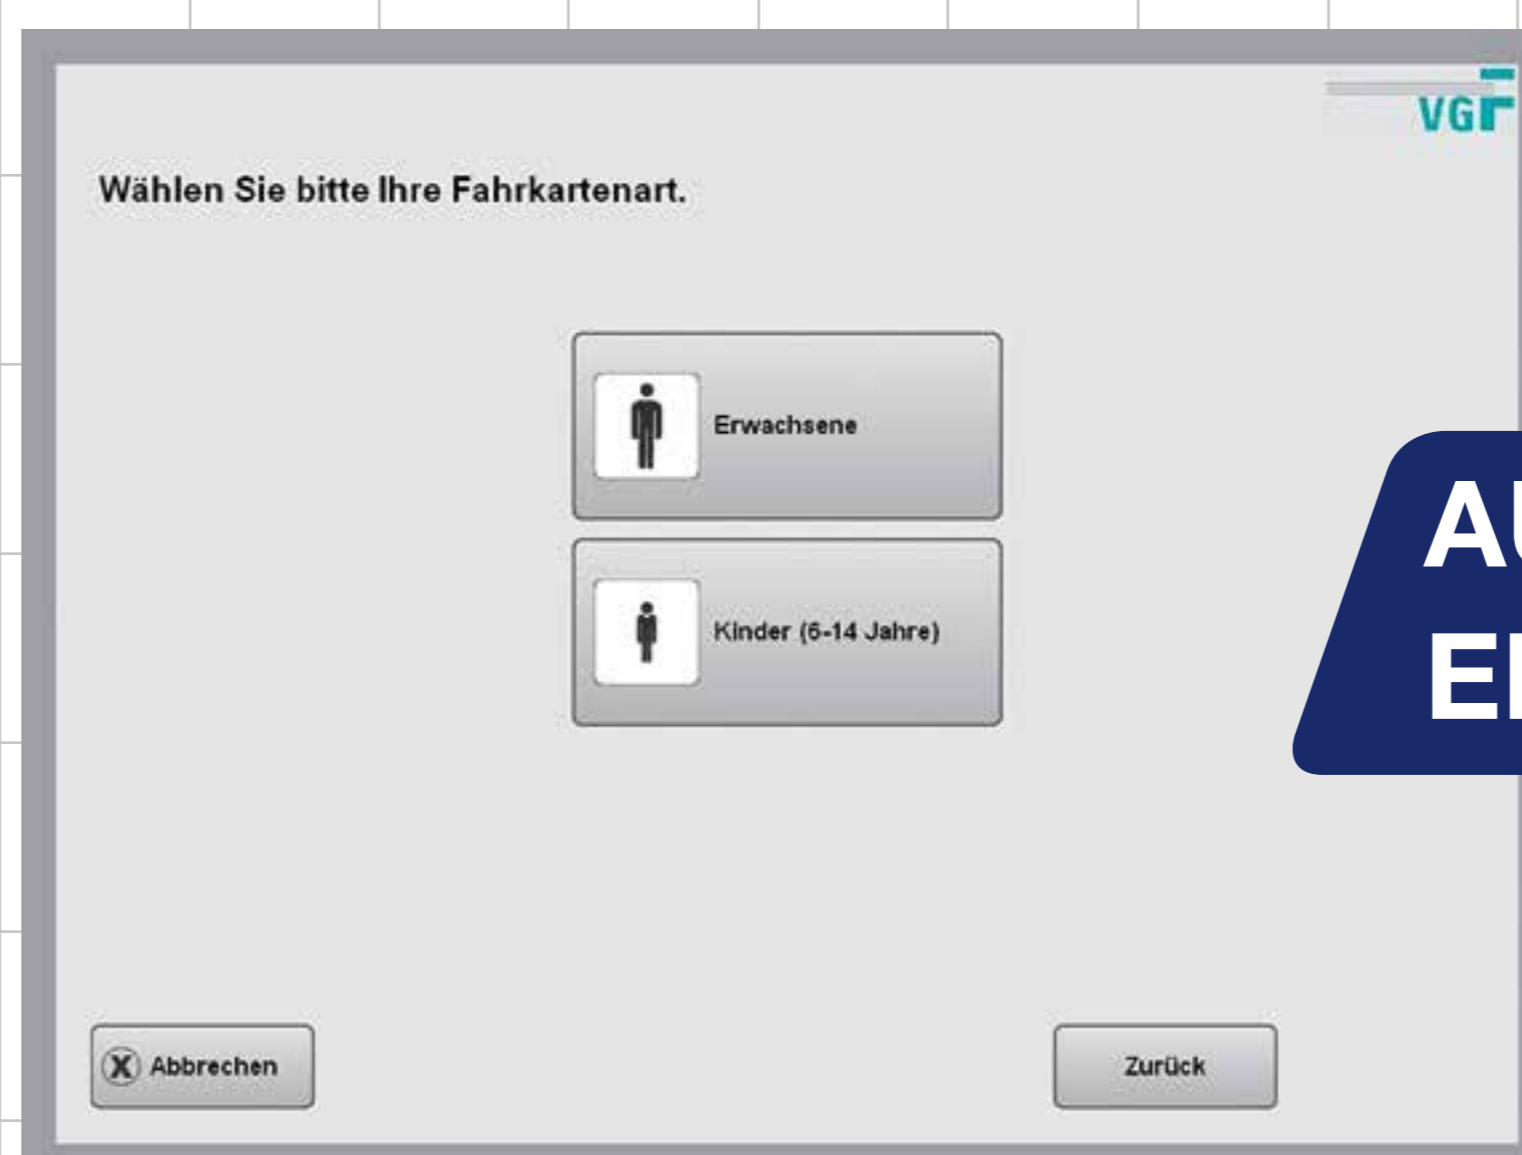 VGF
Wählen Sie bitte Ihre Fahrkartenart.
Erwachsene
Kinder (6-14 Jahre)
X Abbrechen
Zurück